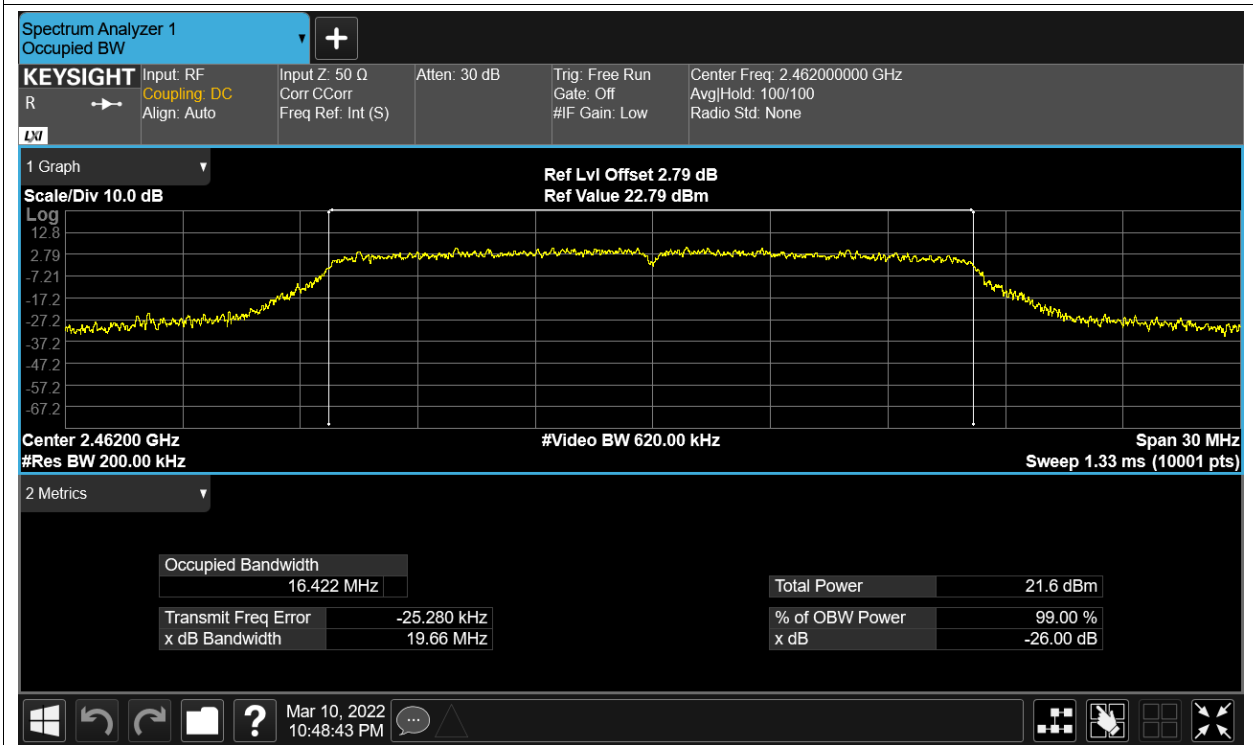 Spectrum Analyzer 1
Occupied BW
KEYSIGHT
R
LXI
Input: RF
Coupling: DC
Align: Auto
Input Z: 50 Ω
Corr CCorr
Freq Ref: Int (S)
Atten: 30 dB
Trig: Free Run
Gate: Off
#IF Gain: Low
Center Freq: 2.462000000 GHz
Avg|Hold: 100/100
Radio Std: None
1 Graph
Scale/Div 10.0 dB
Ref Lvl Offset 2.79 dB
Ref Value 22.79 dBm
Log
12.8
2.79
-7.21
-17.2
-27.2
-37.2
-47.2
-57.2
-67.2
Center 2.46200 GHz
#Res BW 200.00 kHz
#Video BW 620.00 kHz
Span 30 MHz
Sweep 1.33 ms (10001 pts)
2 Metrics
Occupied Bandwidth
16.422 MHz
Transmit Freq Error -25.280 kHz
x dB Bandwidth 19.66 MHz
Total Power 21.6 dBm
% of OBW Power 99.00 %
x dB -26.00 dB
?
Mar 10, 2022
10:48:43 PM